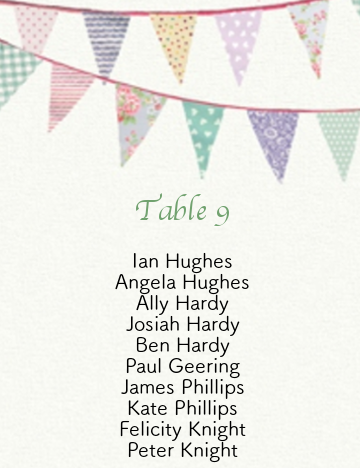 Table 9
Ian Hughes
Angela Hughes
Ally Hardy
Josiah Hardy
Ben Hardy
Paul Geering
James Phillips
Kate Phillips
Felicity Knight
Peter Knight